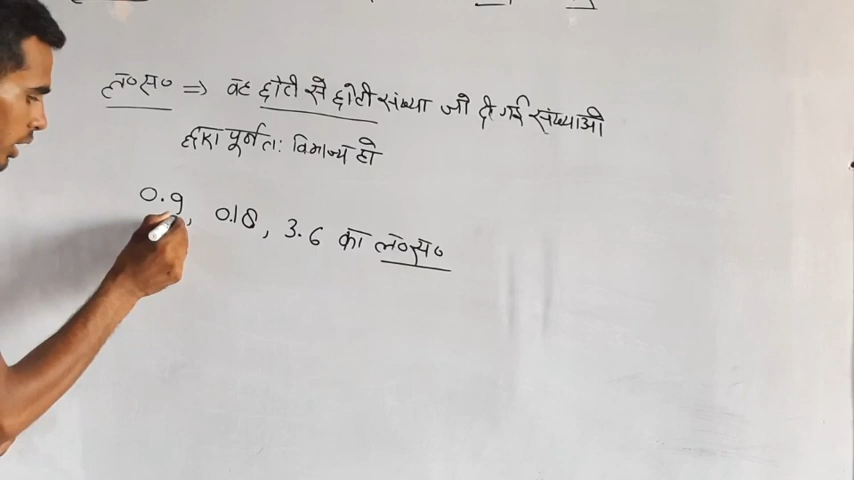 ल०स० => वह छोटी से छोटी संख्या जो दी गई संख्याओ
द्वारा पूर्णत: विभाज्य हो
0.9, 0.18, 3.6 का ल०स०